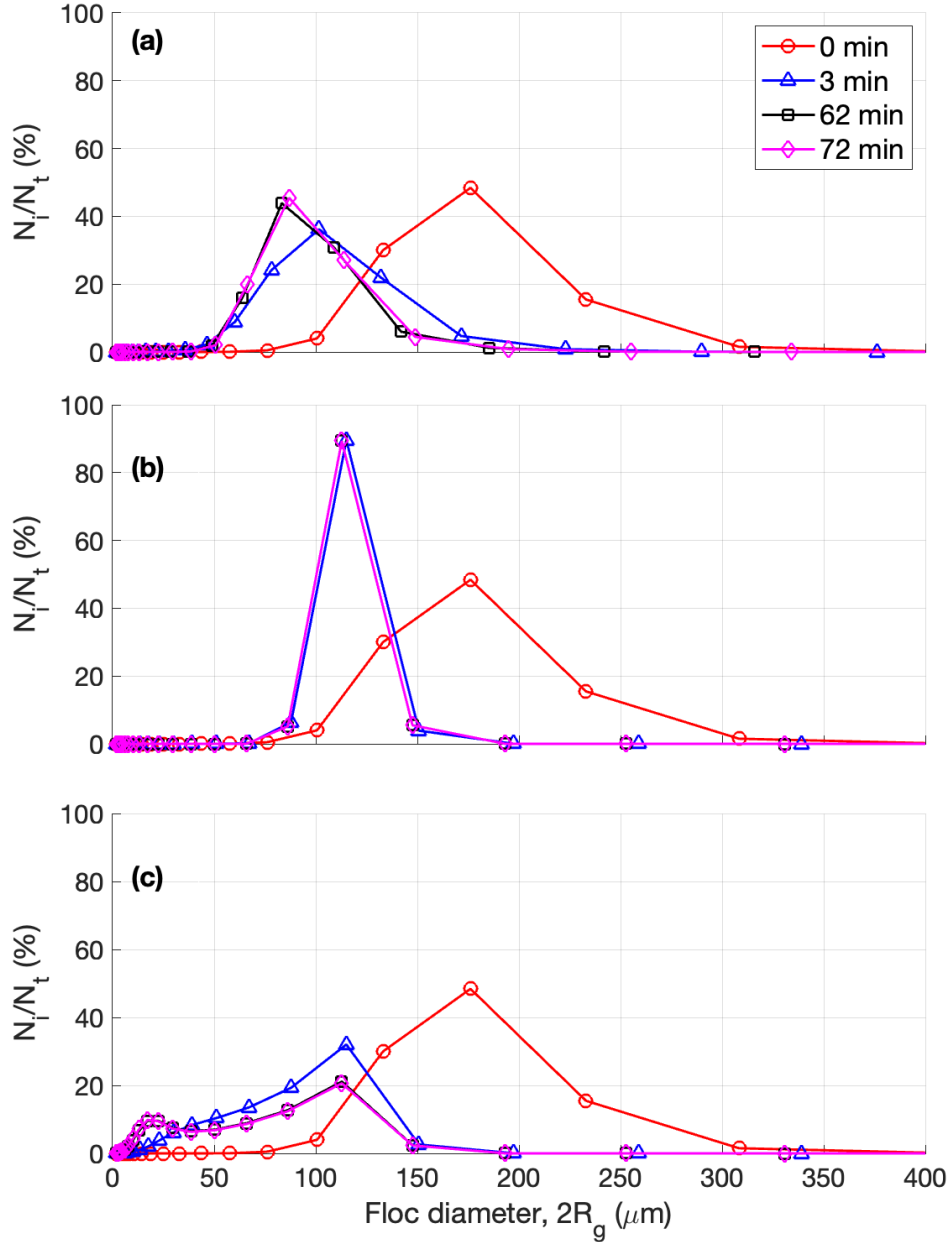 (a)
0 min
3 min
62 min
72 min
100
80
60
40
20
0
N_i/N_t (%)
(b)
100
80
60
40
20
0
N_i/N_t (%)
(c)
100
80
60
40
20
0
N_i/N_t (%)
0 50 100 150 200 250 300 350 400
Floc diameter, 2R_g (μm)